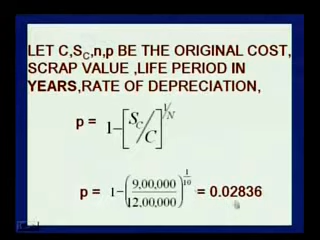 LET C,S_C,n,p BE THE ORIGINAL COST,
SCRAP VALUE ,LIFE PERIOD IN
YEARS,RATE OF DEPRECIATION,
p = 1-[S_C/C]^{1/N}
p = 1-(9,00,000/12,00,000)^{1/10} = 0.02836